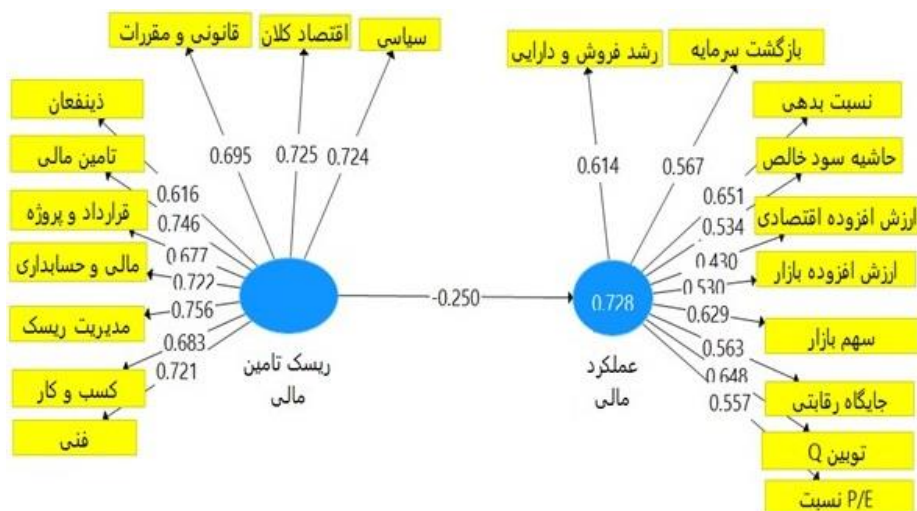 قانونی و مقررات
اقتصاد کلان
سیاسی
رشد فروش و دارایی
بازگشت سرمایه
ذینفعان
تامین مالی
قرارداد و پروژه
مالی و حسابداری
مدیریت ریسک
کسب و کار
فنی
0.695
0.725
0.724
0.616
0.746
0.677
0.722
0.756
0.683
0.721
ریسک تامین
مالی
-0.250
0.728
عملکرد
مالی
0.614
0.567
0.651
0.534
0.430
0.530
0.629
0.563
0.648
0.557
نسبت بدهی
حاشیه سود خالص
ارزش افزوده اقتصادی
ارزش افزوده بازار
سهم بازار
جایگاه رقابتی
توبین Q
P/E نسبت